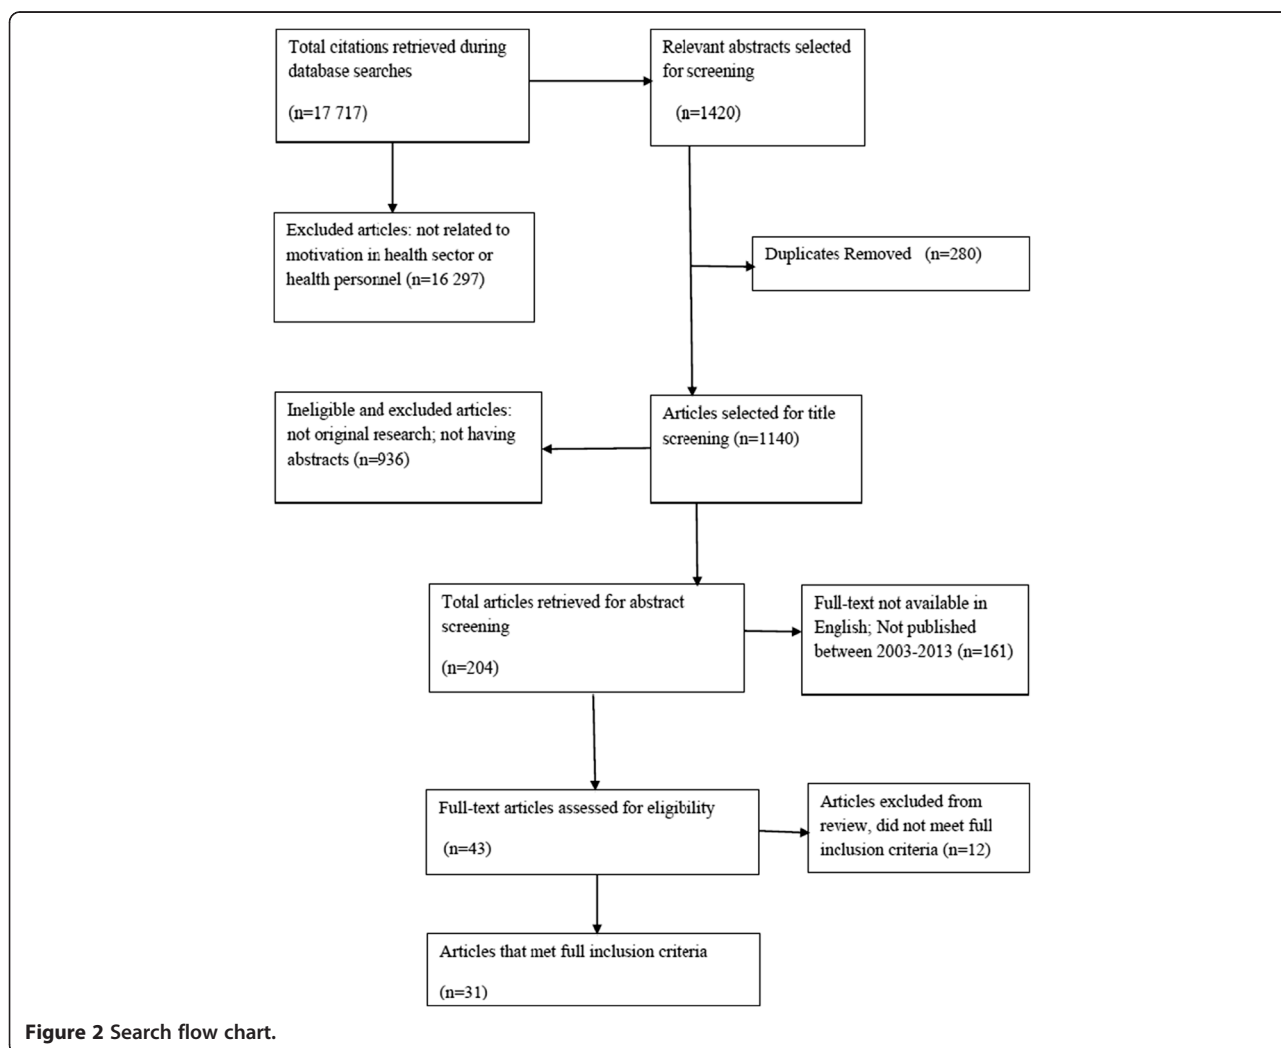 Total citations retrieved during
database searches
(n=17 717)
Relevant abstracts selected
for screening
(n=1420)
Excluded articles: not related to
motivation in health sector or
health personnel (n=16 297)
Duplicates Removed (n=280)
Ineligible and excluded articles:
not original research; not having
abstracts (n=936)
Articles selected for title
screening (n=1140)
Total articles retrieved for abstract
screening
(n=204)
Full-text not available in
English; Not published
between 2003-2013 (n=161)
Full-text articles assessed for eligibility
(n=43)
Articles excluded from
review, did not meet full
inclusion criteria (n=12)
Articles that met full inclusion criteria
(n=31)
Figure 2 Search flow chart.